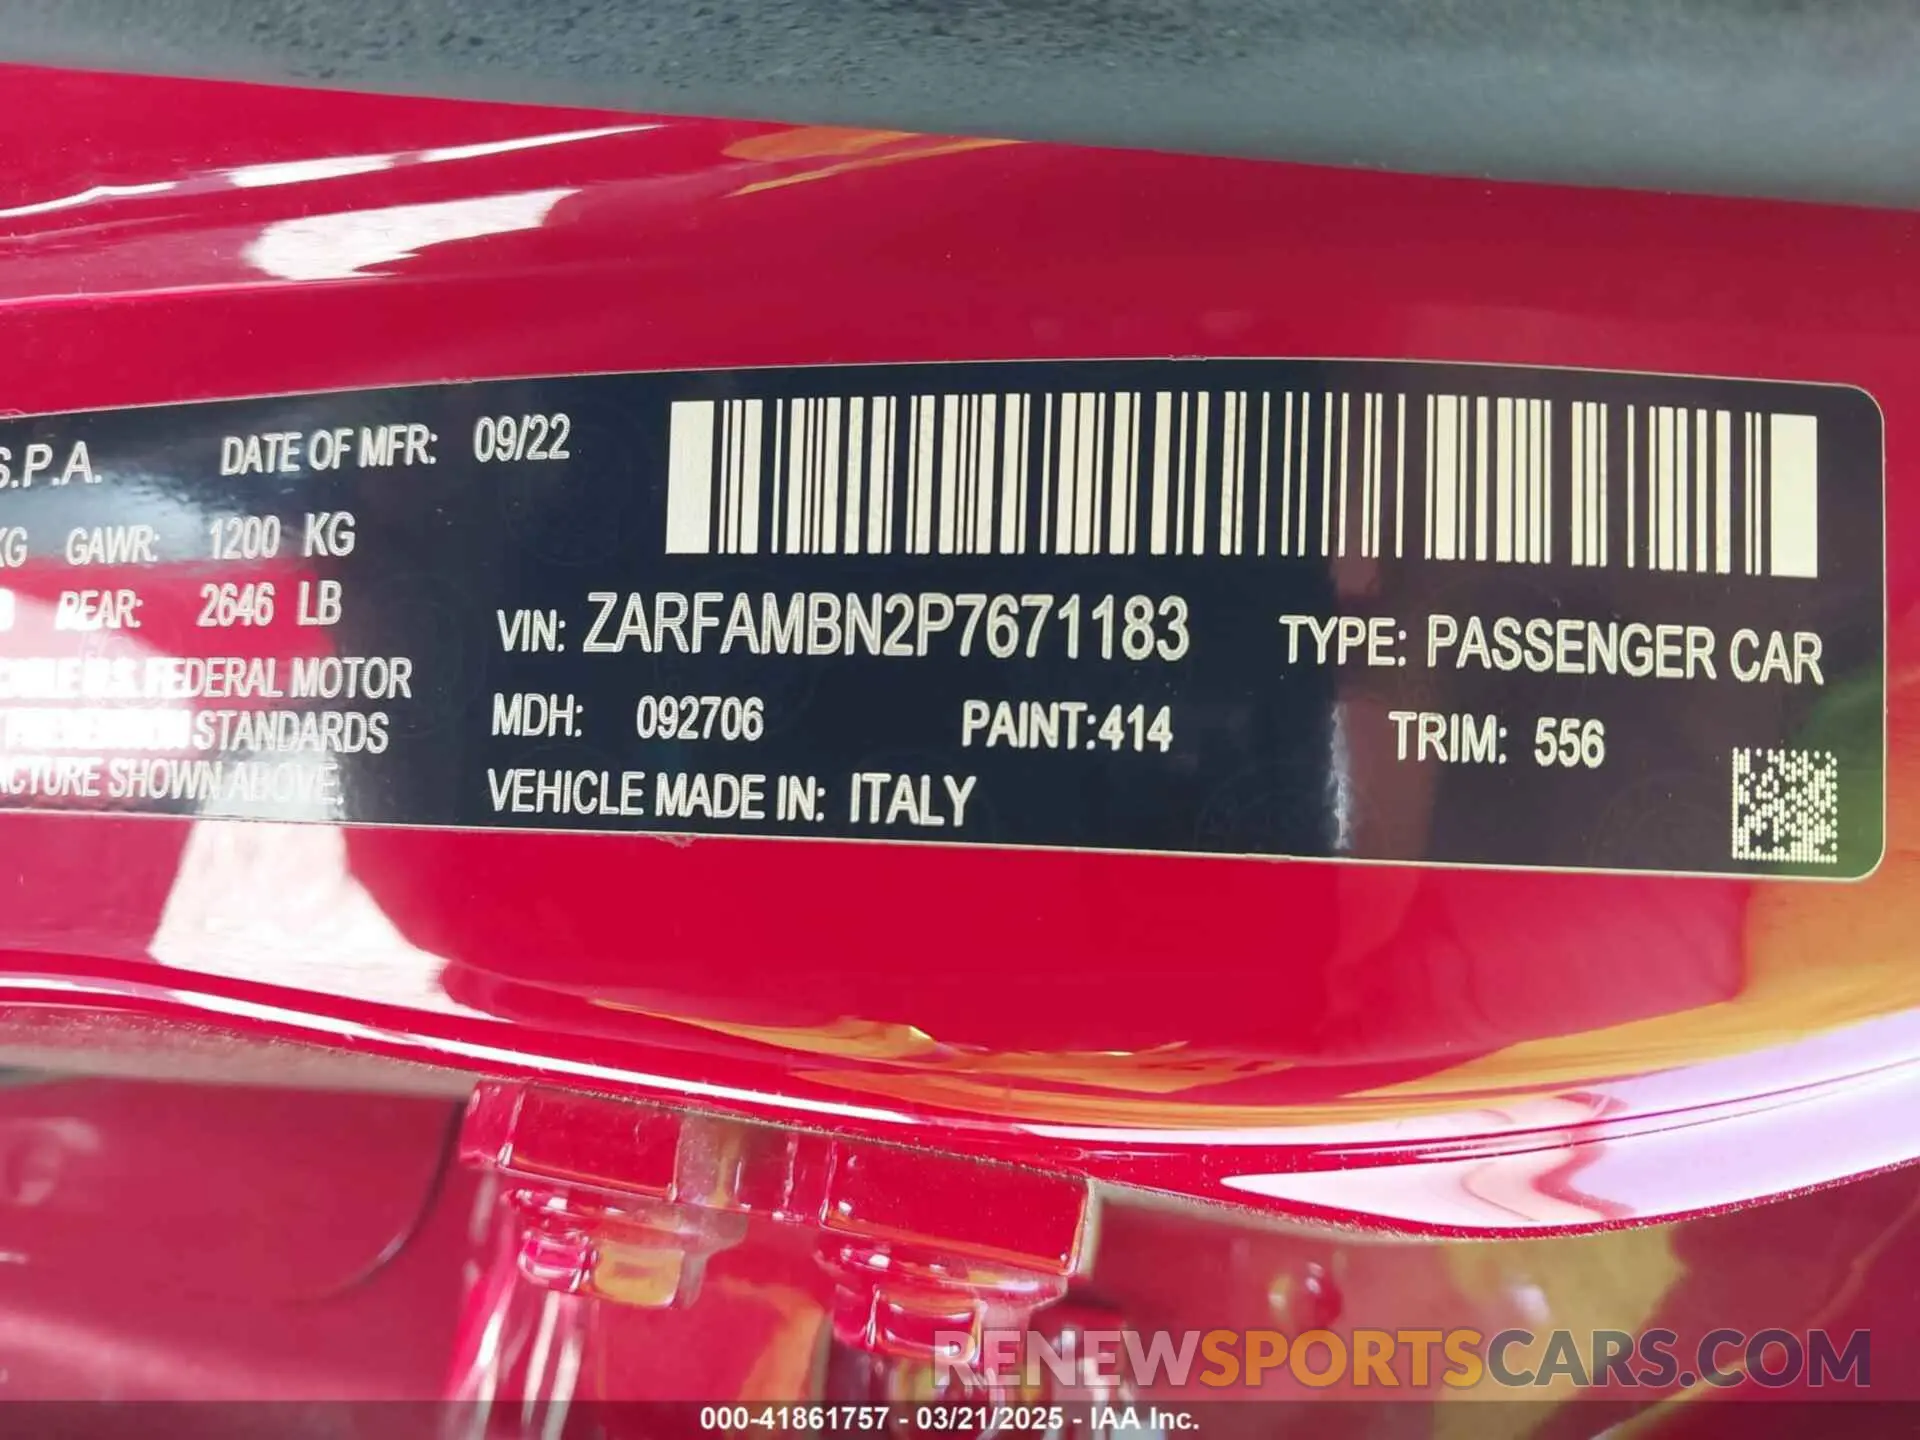 S.P.A. DATE OF MFR: 09/22
KG GAWR: 1200 KG
REAR: 2646 LB
U.S. FEDERAL MOTOR
STANDARDS
SHOWN ABOVE.
VIN: ZARFAMBN2P7671183 TYPE: PASSENGER CAR
MDH: 092706 PAINT:414 TRIM: 556
VEHICLE MADE IN: ITALY
RENEWSPORTSCARS.COM
000-41861757 - 03/21/2025 - IAA Inc.